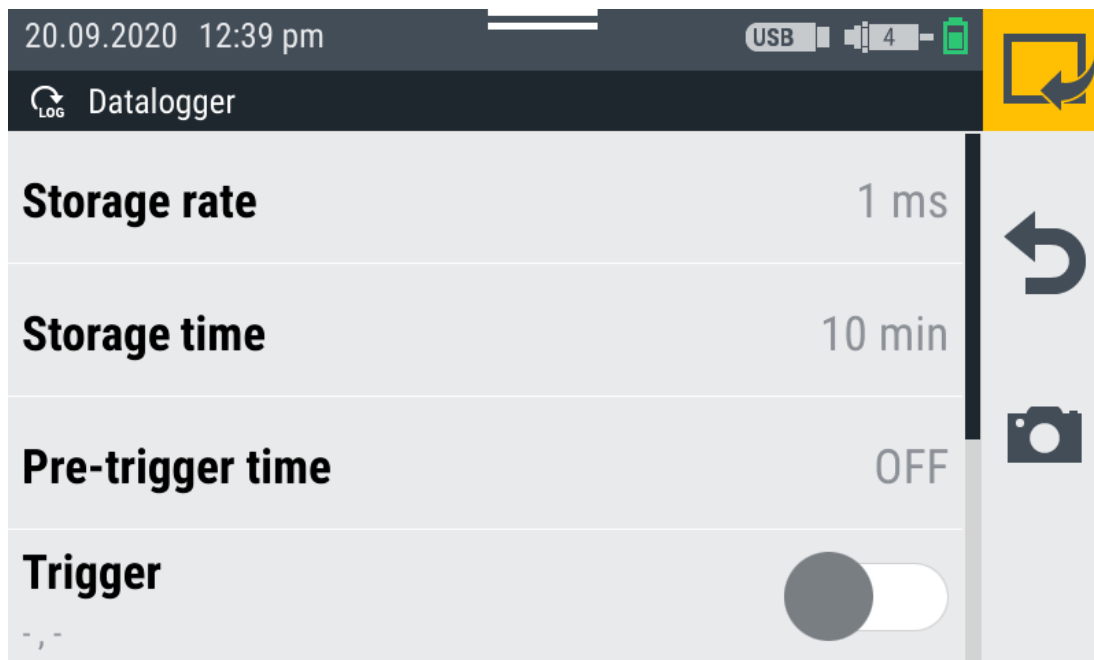 20.09.2020 12:39 pm
USB 4
LOG Datalogger
Storage rate 1 ms
Storage time 10 min
Pre-trigger time OFF
Trigger
- , -